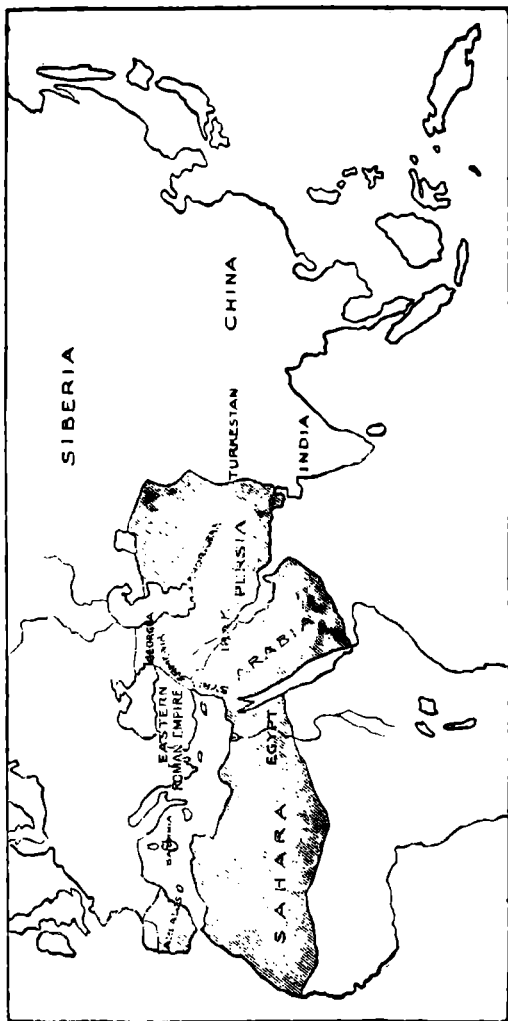 SIBERIA
CHINA
TURKESTAN
INDIA
GEORGIA
PERSIA
IRAK
ARABIA
EASTERN
ROMAN EMPIRE
EGYPT
SAHARA